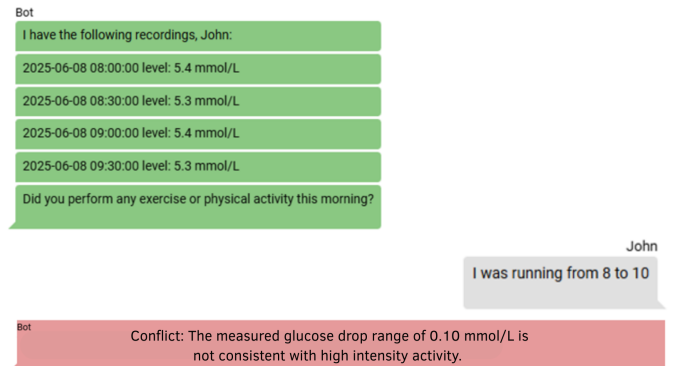 Bot
I have the following recordings, John:
2025-06-08 08:00:00 level: 5.4 mmol/L
2025-06-08 08:30:00 level: 5.3 mmol/L
2025-06-08 09:00:00 level: 5.4 mmol/L
2025-06-08 09:30:00 level: 5.3 mmol/L
Did you perform any exercise or physical activity this morning?
John
I was running from 8 to 10
Bot
Conflict: The measured glucose drop range of 0.10 mmol/L is
not consistent with high intensity activity.